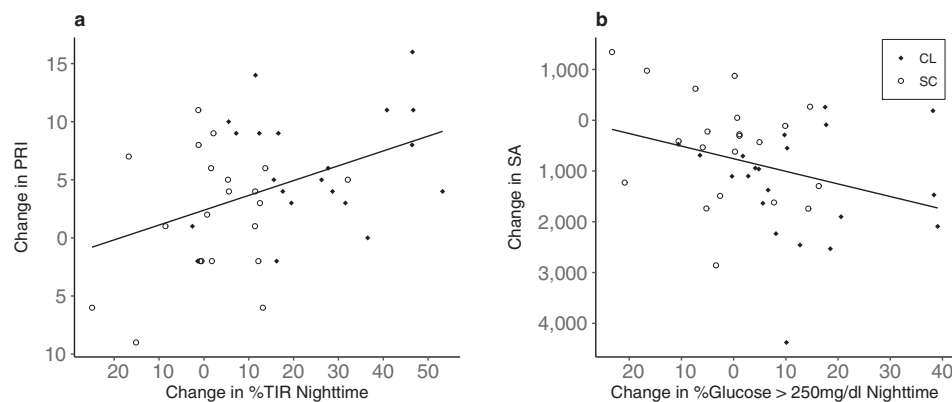 a
15
10
5
0
5
10
Change in PRI
20 10 0 10 20 30 40 50
Change in %TIR Nighttime
b
1,000
0
1,000
2,000
3,000
4,000
Change in SA
20 10 0 10 20 30 40
Change in %Glucose > 250mg/dl Nighttime
CL
SC